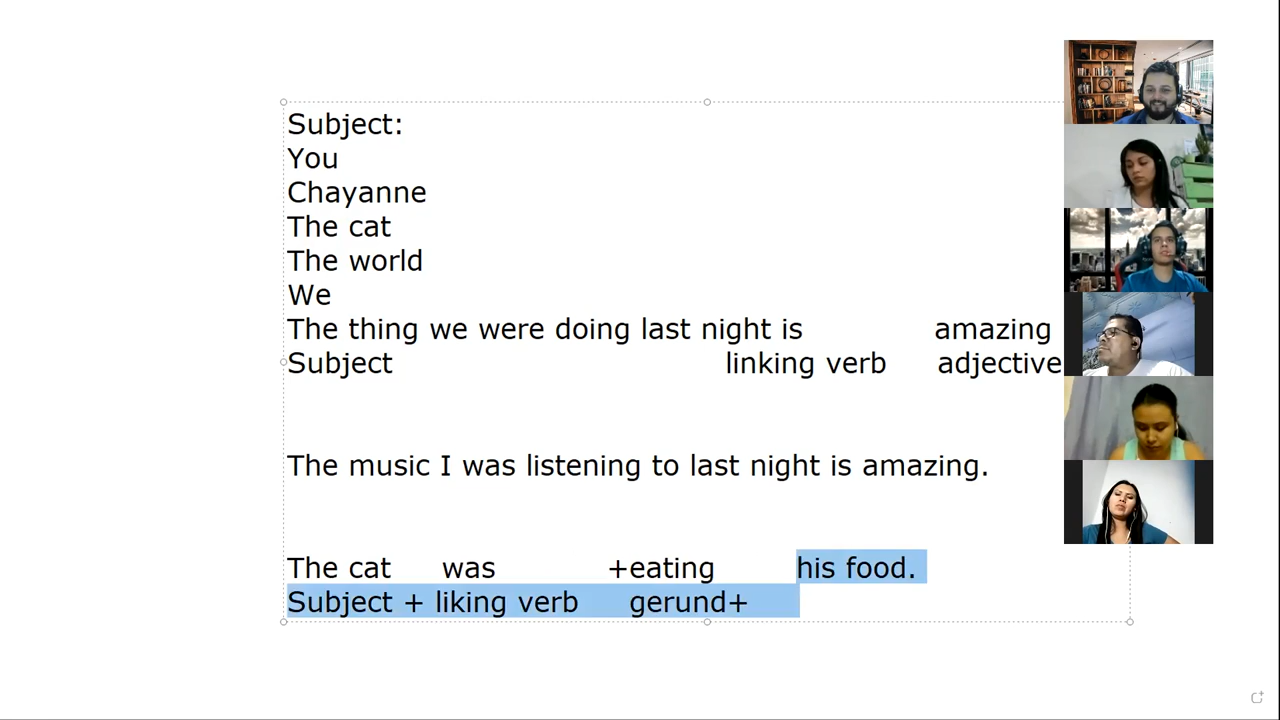 Subject:
You
Chayanne
The cat
The world
We
The thing we were doing last night is amazing
Subject linking verb adjective
The music I was listening to last night is amazing.
The cat was +eating his food.
Subject + liking verb gerund+